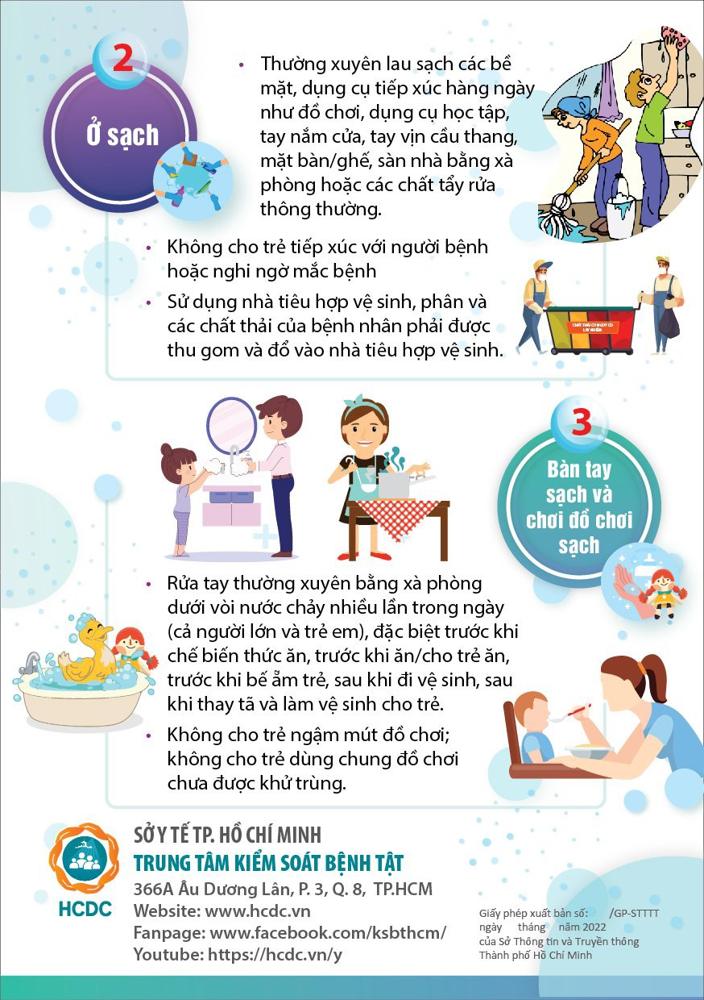 2
Ở sạch
• Thường xuyên lau sạch các bề
mặt, dụng cụ tiếp xúc hàng ngày
như đồ chơi, dụng cụ học tập,
tay nắm cửa, tay vịn cầu thang,
mặt bàn/ghế, sàn nhà bằng xà
phòng hoặc các chất tẩy rửa
thông thường.
• Không cho trẻ tiếp xúc với người bệnh
hoặc nghi ngờ mắc bệnh
• Sử dụng nhà tiêu hợp vệ sinh, phân và
các chất thải của bệnh nhân phải được
thu gom và đổ vào nhà tiêu hợp vệ sinh.
CHẤT THẢI CÓ NGUY CƠ
LÂY NHIỄM
3
Bàn tay
sạch và
chơi đồ chơi
sạch
• Rửa tay thường xuyên bằng xà phòng
dưới vòi nước chảy nhiều lần trong ngày
(cả người lớn và trẻ em), đặc biệt trước khi
chế biến thức ăn, trước khi ăn/cho trẻ ăn,
trước khi bế ẵm trẻ, sau khi đi vệ sinh, sau
khi thay tã và làm vệ sinh cho trẻ.
• Không cho trẻ ngậm mút đồ chơi;
không cho trẻ dùng chung đồ chơi
chưa được khử trùng.
HCDC
SỞ Y TẾ TP. HỒ CHÍ MINH
TRUNG TÂM KIỂM SOÁT BỆNH TẬT
366A Âu Dương Lân, P. 3, Q. 8, TP.HCM
Website: www.hcdc.vn
Fanpage: www.facebook.com/ksbthcm/
Youtube: https://hcdc.vn/y
Giấy phép xuất bản số: /GP-STTTT
ngày tháng năm 2022
của Sở Thông tin và Truyền thông
Thành phố Hồ Chí Minh